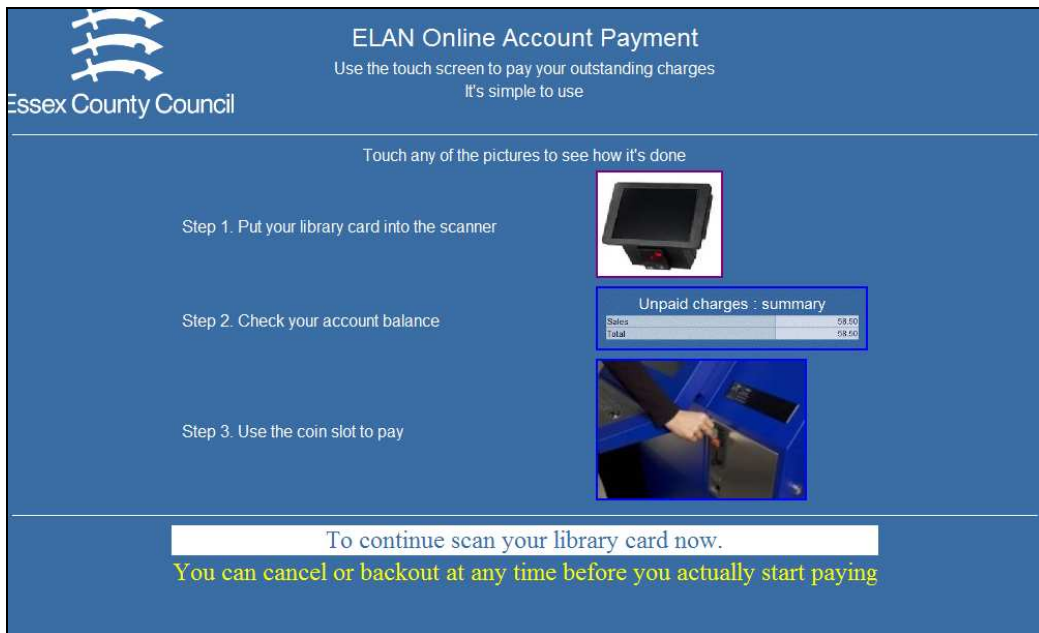 Essex County Council
ELAN Online Account Payment
Use the touch screen to pay your outstanding charges
It's simple to use
Touch any of the pictures to see how it's done
Step 1. Put your library card into the scanner
Step 2. Check your account balance
Unpaid charges : summary
Sales 58.50
Total 58.50
Step 3. Use the coin slot to pay
To continue scan your library card now.
You can cancel or backout at any time before you actually start paying